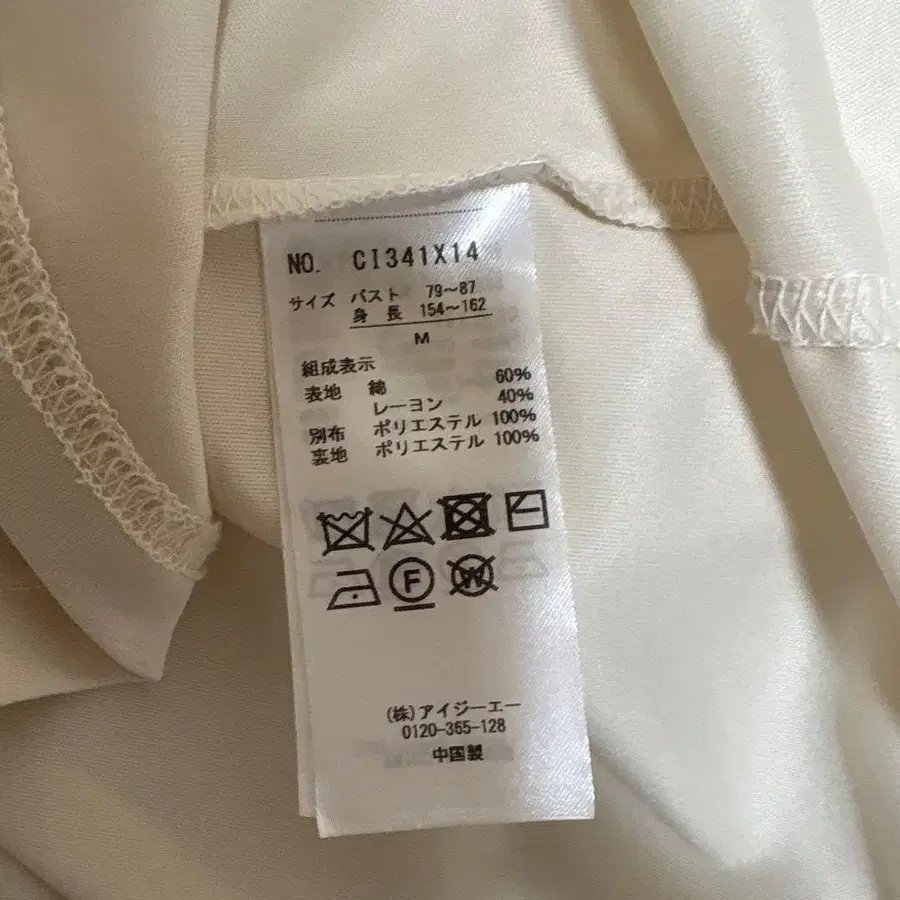 NO. CI341X14
サイズ バスト 79〜87
身長 154〜162
M
組成表示
表地 綿 60%
レーヨン 40%
別布 ポリエステル 100%
裏地 ポリエステル 100%
F W
(株)アイジーエー
0120-365-128
中国製